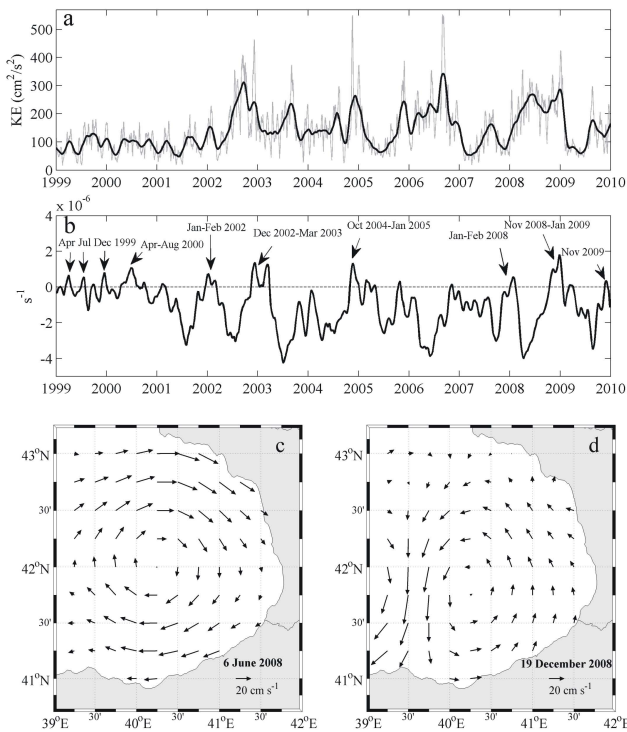 a
KE (cm²/s²)
500
400
300
200
100
0
1999 2000 2001 2002 2003 2004 2005 2006 2007 2008 2009 2010
x 10⁻⁶
b
s⁻¹
4
2
0
-2
-4
Apr Jul Dec 1999
Apr-Aug 2000
Jan-Feb 2002
Dec 2002-Mar 2003
Oct 2004-Jan 2005
Jan-Feb 2008
Nov 2008-Jan 2009
Nov 2009
1999 2000 2001 2002 2003 2004 2005 2006 2007 2008 2009 2010
c
43°N
30'
42°N
30'
41°N
6 June 2008
20 cm s⁻¹
39°E 30' 40°E 30' 41°E 30' 42°E
d
43°N
30'
42°N
30'
41°N
19 December 2008
20 cm s⁻¹
39°E 30' 40°E 30' 41°E 30' 42°E